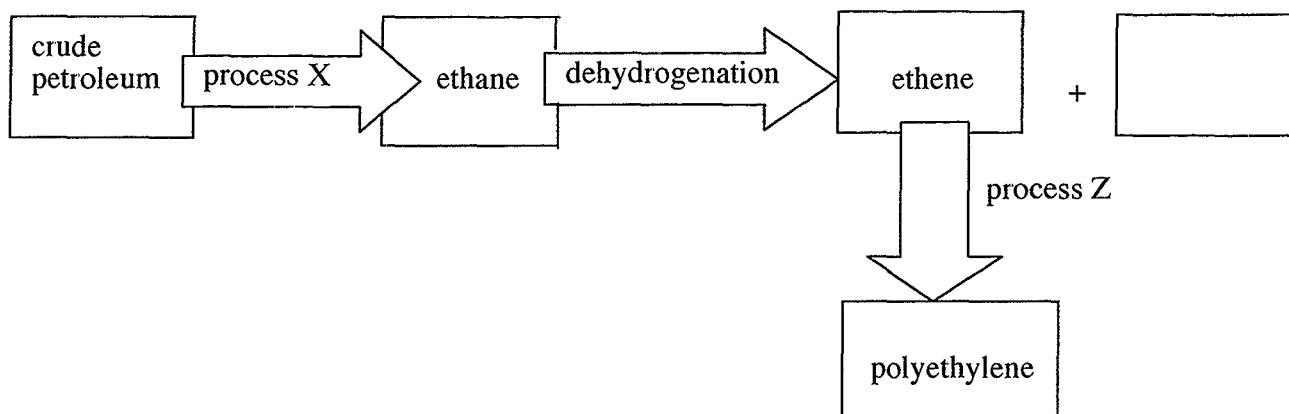 crude
petroleum
process X
ethane
dehydrogenation
ethene
+
process Z
polyethylene